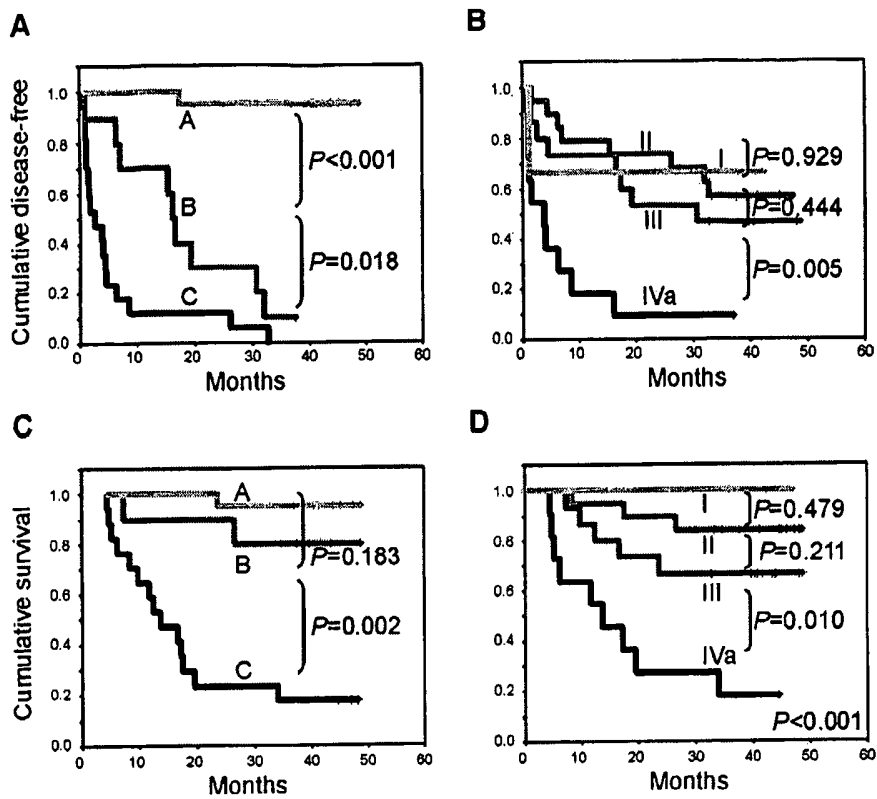 A
Cumulative disease-free
1.0
0.8
0.6
0.4
0.2
0.0
A
B
C
P<0.001
P=0.018
0 10 20 30 40 50 60
Months
B
1.0
0.8
0.6
0.4
0.2
0.0
II
I
III
IVa
P=0.929
P=0.444
P=0.005
0 10 20 30 40 50 60
Months
C
Cumulative survival
1.0
0.8
0.6
0.4
0.2
0.0
A
B
C
P=0.183
P=0.002
0 10 20 30 40 50 60
Months
D
1.0
0.8
0.6
0.4
0.2
0.0
I
II
III
IVa
P=0.479
P=0.211
P=0.010
P<0.001
0 10 20 30 40 50 60
Months